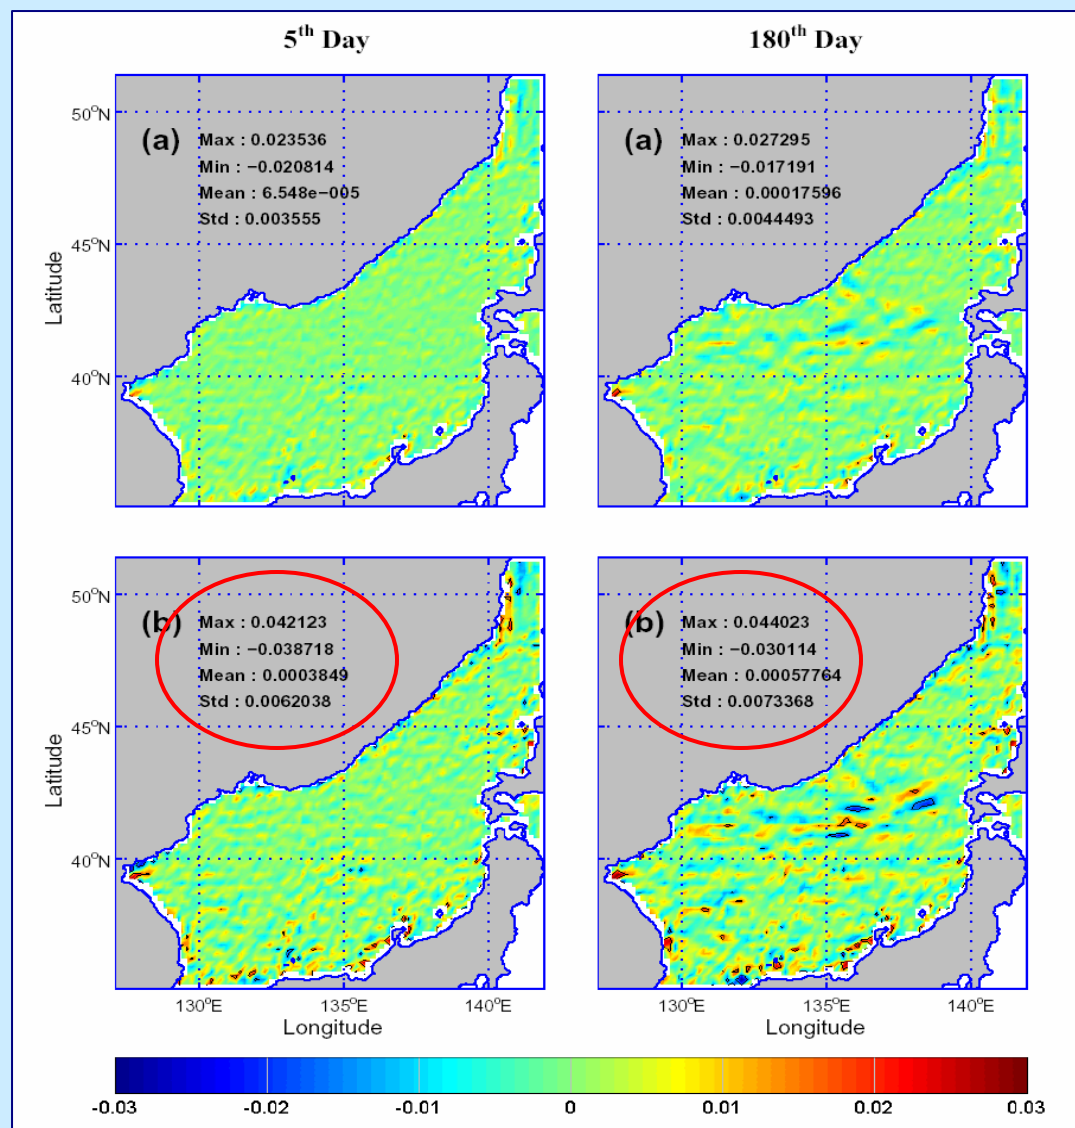 5th Day
180th Day
50°N
45°N
40°N
Latitude
(a)
Max : 0.023536
Min : −0.020814
Mean : 6.548e−005
Std : 0.003555
(a)
Max : 0.027295
Min : −0.017191
Mean : 0.00017596
Std : 0.0044493
50°N
45°N
40°N
Latitude
(b)
Max : 0.042123
Min : −0.038718
Mean : 0.0003849
Std : 0.0062038
(b)
Max : 0.044023
Min : −0.030114
Mean : 0.00057764
Std : 0.0073368
130°E 135°E 140°E
Longitude
130°E 135°E 140°E
Longitude
-0.03 -0.02 -0.01 0 0.01 0.02 0.03